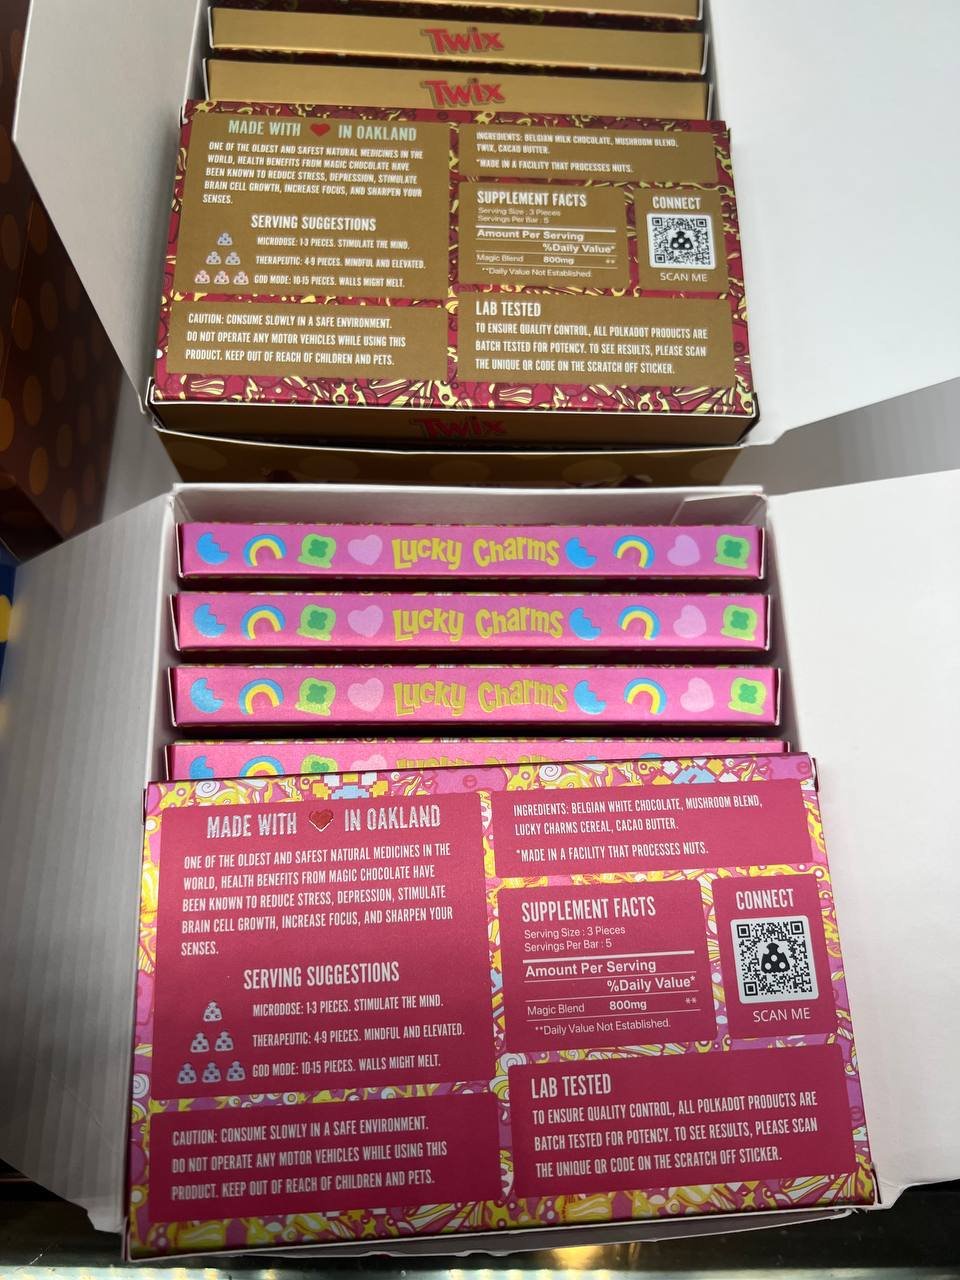 Twix
Twix
MADE WITH ❤ IN OAKLAND
ONE OF THE OLDEST AND SAFEST NATURAL MEDICINES IN THE
WORLD, HEALTH BENEFITS FROM MAGIC CHOCOLATE HAVE
BEEN KNOWN TO REDUCE STRESS, DEPRESSION, STIMULATE
BRAIN CELL GROWTH, INCREASE FOCUS, AND SHARPEN YOUR
SENSES.
SERVING SUGGESTIONS
MICRODOSE: 1-3 PIECES. STIMULATE THE MIND.
THERAPEUTIC: 4-9 PIECES. MINDFUL AND ELEVATED.
GOD MODE: 10-15 PIECES. WALLS MIGHT MELT.
CAUTION: CONSUME SLOWLY IN A SAFE ENVIRONMENT.
DO NOT OPERATE ANY MOTOR VEHICLES WHILE USING THIS
PRODUCT. KEEP OUT OF REACH OF CHILDREN AND PETS.
INGREDIENTS: BELGIAN MILK CHOCOLATE, MUSHROOM BLEND,
TWIX, CACAO BUTTER.
*MADE IN A FACILITY THAT PROCESSES NUTS.
SUPPLEMENT FACTS
Serving Size : 3 Pieces
Servings Per Bar : 5
Amount Per Serving
%Daily Value*
Magic Blend 800mg **
**Daily Value Not Established.
CONNECT
SCAN ME
LAB TESTED
TO ENSURE QUALITY CONTROL, ALL POLKADOT PRODUCTS ARE
BATCH TESTED FOR POTENCY. TO SEE RESULTS, PLEASE SCAN
THE UNIQUE QR CODE ON THE SCRATCH OFF STICKER.
Twix
Lucky Charms
Lucky Charms
Lucky Charms
MADE WITH ❤ IN OAKLAND
ONE OF THE OLDEST AND SAFEST NATURAL MEDICINES IN THE
WORLD, HEALTH BENEFITS FROM MAGIC CHOCOLATE HAVE
BEEN KNOWN TO REDUCE STRESS, DEPRESSION, STIMULATE
BRAIN CELL GROWTH, INCREASE FOCUS, AND SHARPEN YOUR
SENSES.
SERVING SUGGESTIONS
MICRODOSE: 1-3 PIECES. STIMULATE THE MIND.
THERAPEUTIC: 4-9 PIECES. MINDFUL AND ELEVATED.
GOD MODE: 10-15 PIECES. WALLS MIGHT MELT.
CAUTION: CONSUME SLOWLY IN A SAFE ENVIRONMENT.
DO NOT OPERATE ANY MOTOR VEHICLES WHILE USING THIS
PRODUCT. KEEP OUT OF REACH OF CHILDREN AND PETS.
INGREDIENTS: BELGIAN WHITE CHOCOLATE, MUSHROOM BLEND,
LUCKY CHARMS CEREAL, CACAO BUTTER.
*MADE IN A FACILITY THAT PROCESSES NUTS.
SUPPLEMENT FACTS
Serving Size : 3 Pieces
Servings Per Bar : 5
Amount Per Serving
%Daily Value*
Magic Blend 800mg **
**Daily Value Not Established.
CONNECT
SCAN ME
LAB TESTED
TO ENSURE QUALITY CONTROL, ALL POLKADOT PRODUCTS ARE
BATCH TESTED FOR POTENCY. TO SEE RESULTS, PLEASE SCAN
THE UNIQUE QR CODE ON THE SCRATCH OFF STICKER.